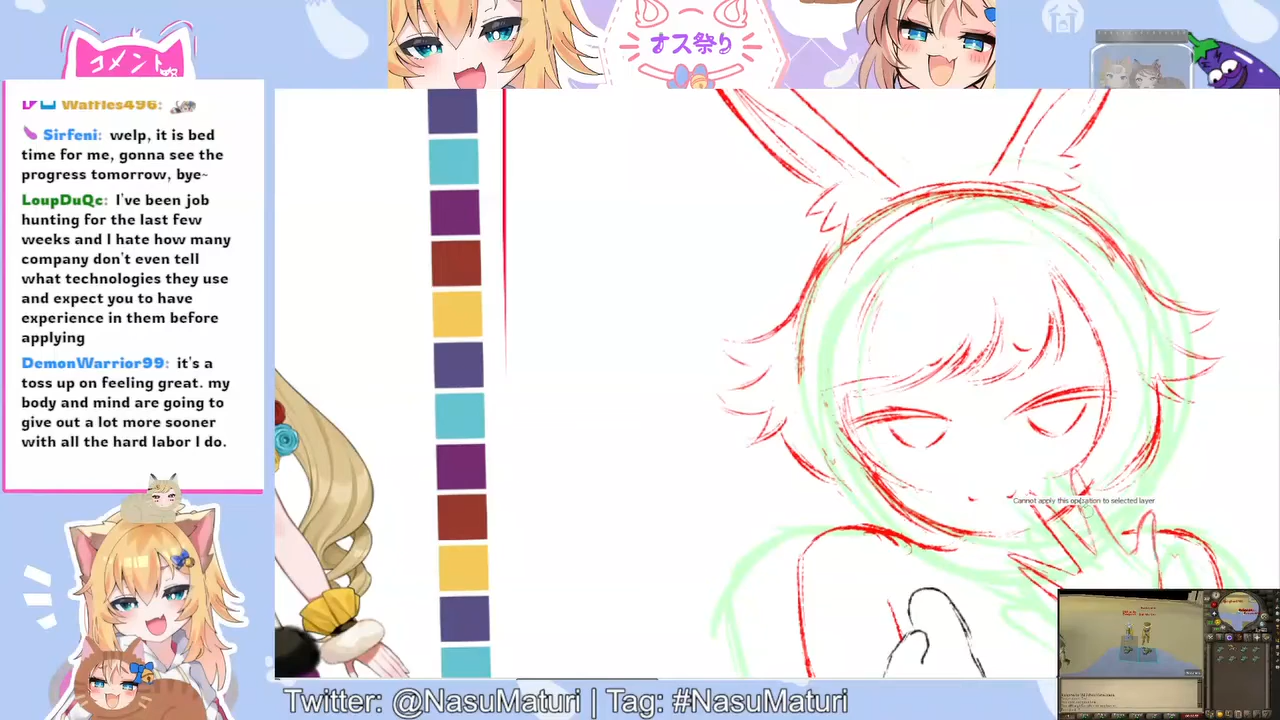 コメント
ナス祭り
Waffles496:
Sirfeni: welp, it is bed
time for me, gonna see the
progress tomorrow, bye~
LoupDuQc: I've been job
hunting for the last few
weeks and I hate how many
company don't even tell
what technologies they use
and expect you to have
experience in them before
applying
DemonWarrior99: it's a
toss up on feeling great. my
body and mind are going to
give out a lot more sooner
with all the hard labor I do.
Cannot apply this operation to selected layer.
Twitter: @NasuMaturi | Tag: #NasuMaturi